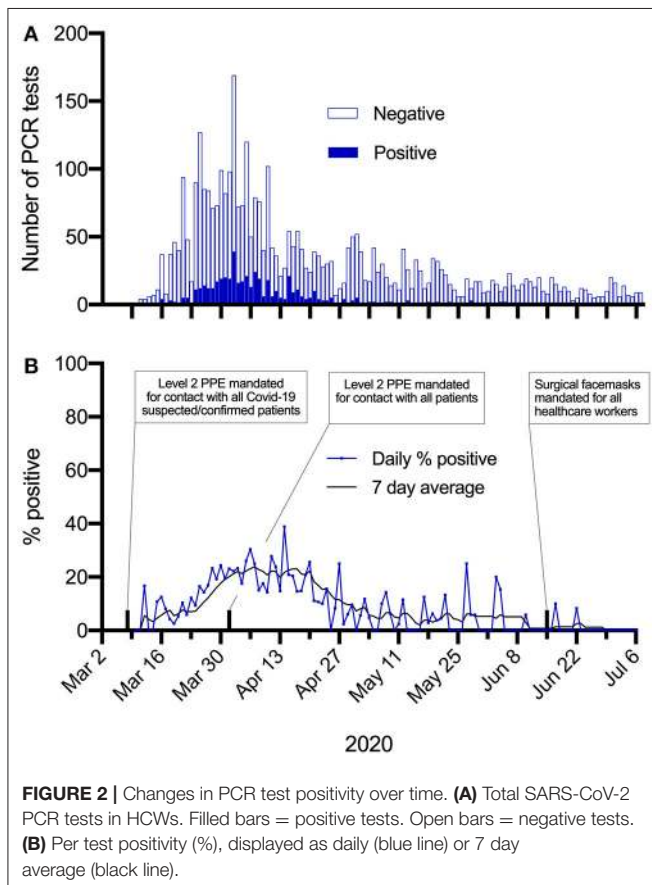 A
200
150
100
50
0
Number of PCR tests
Negative
Positive
B
100
80
60
40
20
0
% positive
Level 2 PPE mandated
for contact with all Covid-19
suspected/confirmed patients
Level 2 PPE mandated
for contact with all patients
Surgical facemasks
mandated for all
healthcare workers
Daily % positive
7 day average
Mar 2
Mar 16
Mar 30
Apr 13
Apr 27
May 11
May 25
Jun 8
Jun 22
Jul 6
2020
FIGURE 2 | Changes in PCR test positivity over time. (A) Total SARS-CoV-2
PCR tests in HCWs. Filled bars = positive tests. Open bars = negative tests.
(B) Per test positivity (%), displayed as daily (blue line) or 7 day
average (black line).